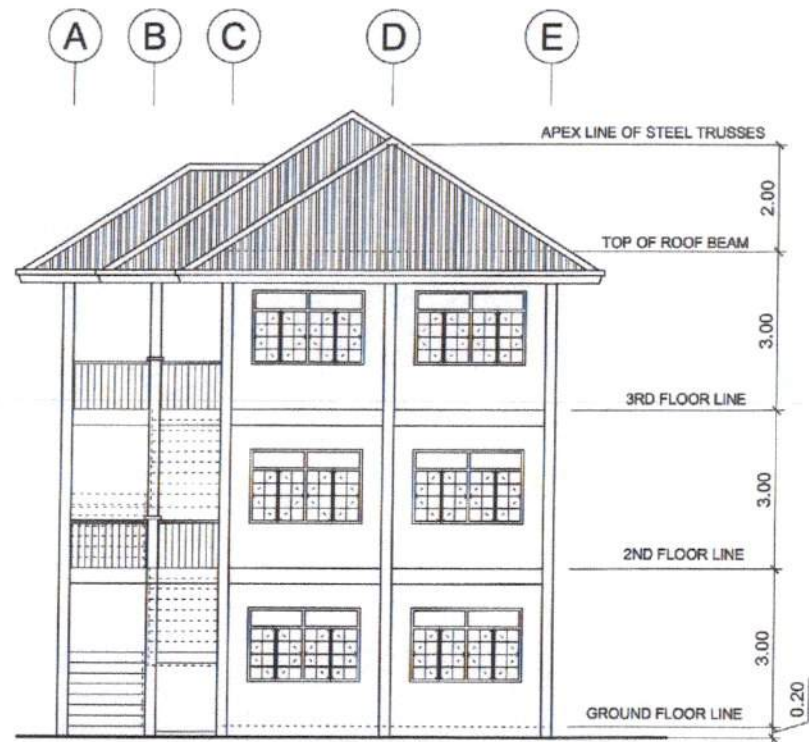 A B C D E
APEX LINE OF STEEL TRUSSES
2.00
TOP OF ROOF BEAM
3.00
3RD FLOOR LINE
3.00
2ND FLOOR LINE
3.00
GROUND FLOOR LINE
0.20